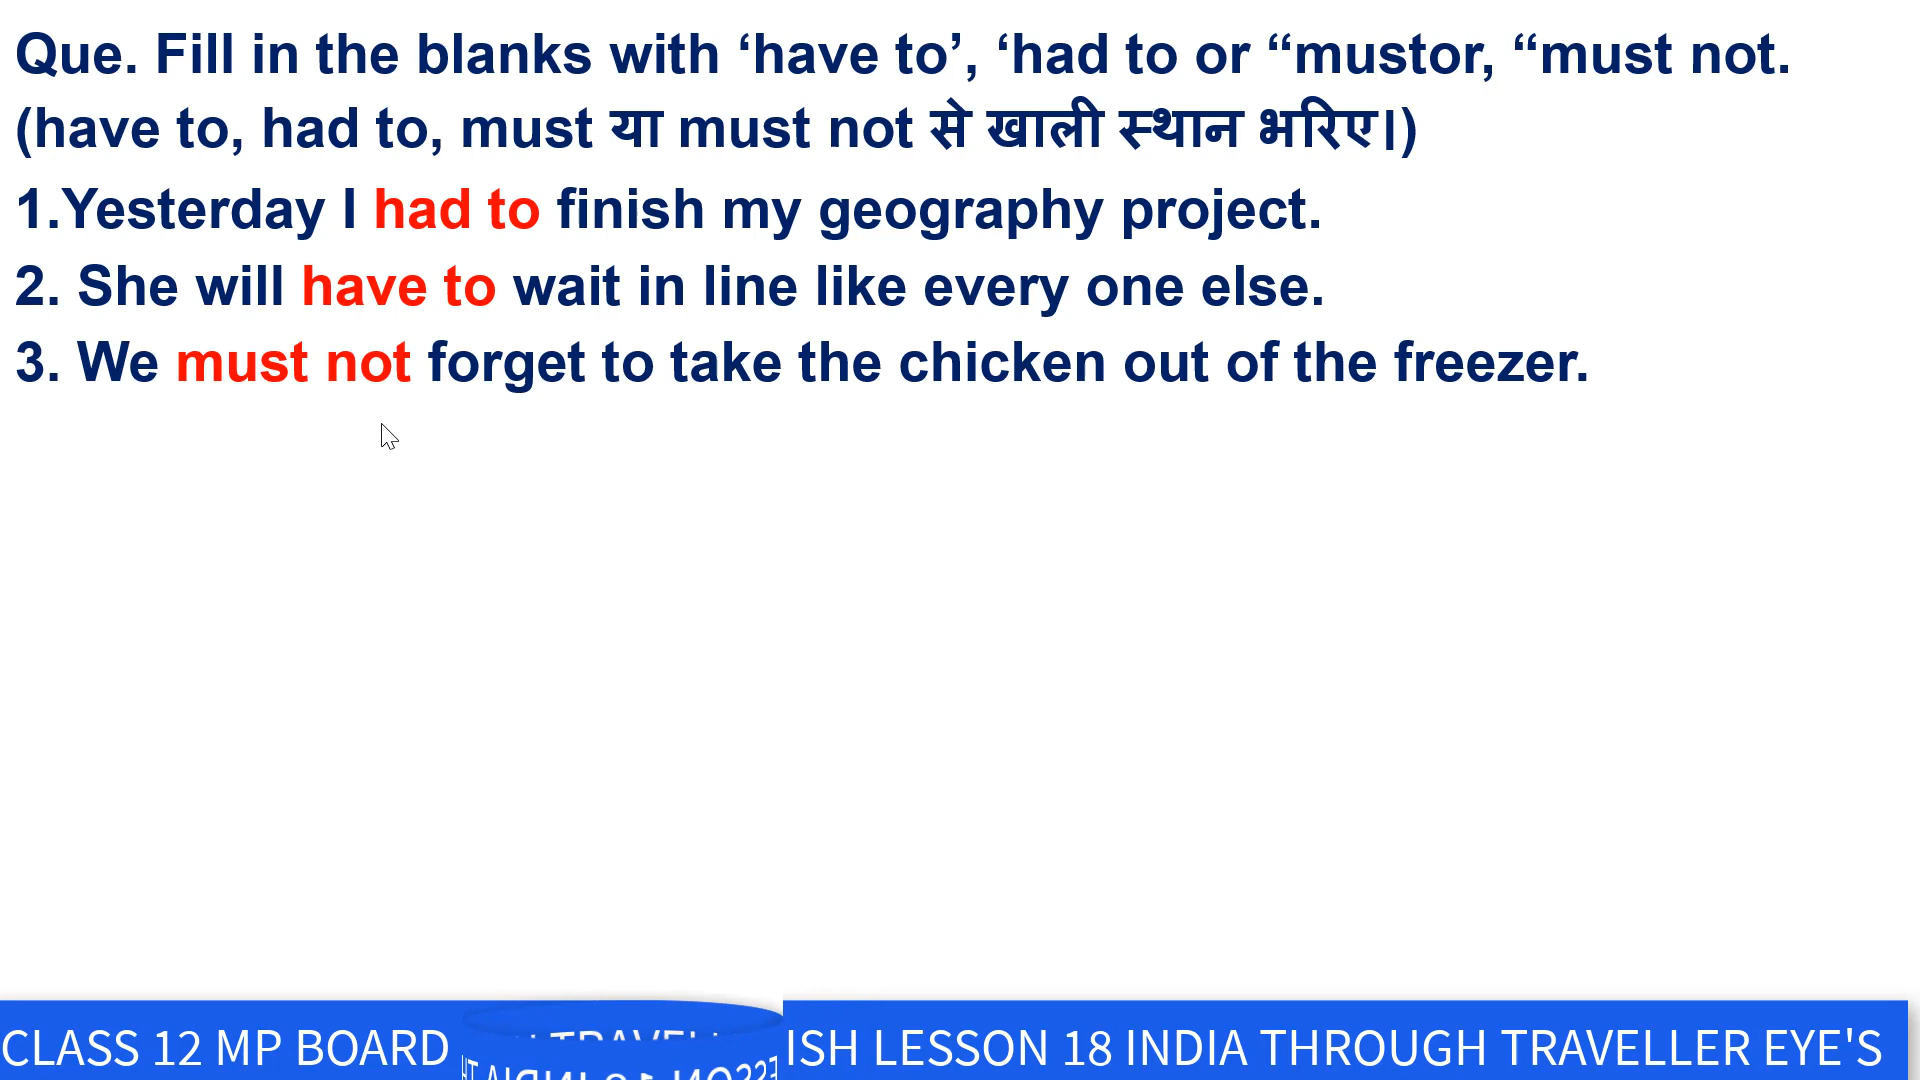 Que. Fill in the blanks with ‘have to’, ‘had to or “mustor, “must not.
(have to, had to, must या must not से खाली स्थान भरिए।)
1.Yesterday I had to finish my geography project.
2. She will have to wait in line like every one else.
3. We must not forget to take the chicken out of the freezer.
CLASS 12 MP BOARD
ISH LESSON 18 INDIA THROUGH TRAVELLER EYE'S